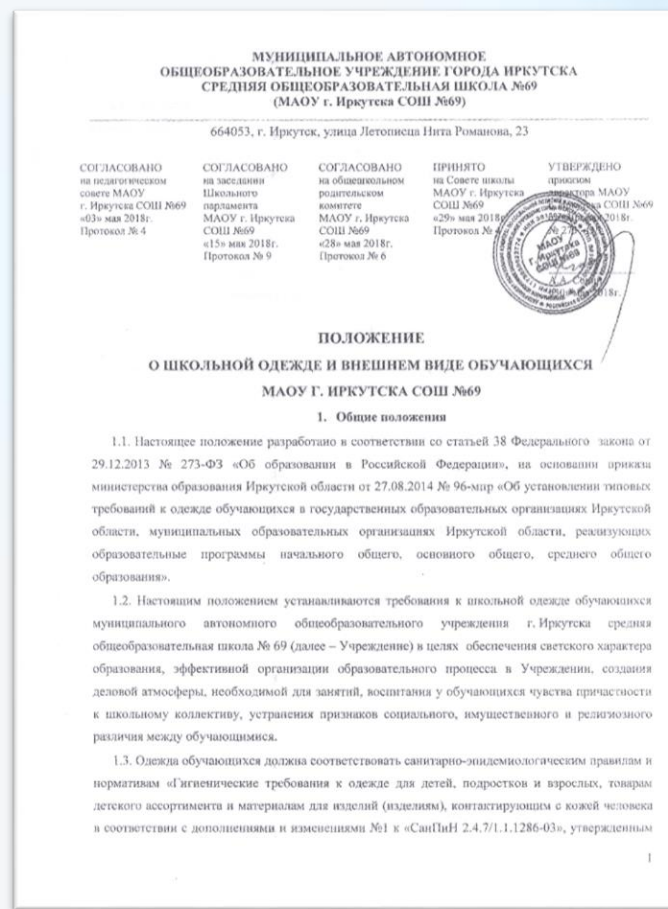 МУНИЦИПАЛЬНОЕ АВТОНОМНОЕ
ОБЩЕОБРАЗОВАТЕЛЬНОЕ УЧРЕЖДЕНИЕ ГОРОДА ИРКУТСКА
СРЕДНЯЯ ОБЩЕОБРАЗОВАТЕЛЬНАЯ ШКОЛА №69
(МАОУ г. Иркутска СОШ №69)
664053, г. Иркутск, улица Летописца Нита Романова, 23
СОГЛАСОВАНО
на педагогическом
совете МАОУ
г. Иркутска СОШ №69
«03» мая 2018г.
Протокол № 4
СОГЛАСОВАНО
на заседании
Школьного
парламента
МАОУ г. Иркутска
СОШ №69
«15» мая 2018г.
Протокол № 9
СОГЛАСОВАНО
на общешкольном
родительском
комитете
МАОУ г. Иркутска
СОШ №69
«28» мая 2018г.
Протокол № 6
ПРИНЯТО
на Совете школы
МАОУ г. Иркутска
СОШ №69
«29» мая 2018г.
Протокол №
УТВЕРЖДЕНО
приказом
директора МАОУ
г. Иркутска СОШ №69
2018г.
МАОУ
г. Иркутска
СОШ №69
2018г.
ПОЛОЖЕНИЕ
О ШКОЛЬНОЙ ОДЕЖДЕ И ВНЕШНЕМ ВИДЕ ОБУЧАЮЩИХСЯ
МАОУ Г. ИРКУТСКА СОШ №69
1. Общие положения
1.1. Настоящее положение разработано в соответствии со статьей 38 Федерального закона от
29.12.2013 № 273-ФЗ «Об образовании в Российской Федерации», на основании приказа
министерства образования Иркутской области от 27.08.2014 № 96-мпр «Об установлении типовых
требований к одежде обучающихся в государственных образовательных организациях Иркутской
области, муниципальных образовательных организациях Иркутской области, реализующих
образовательные программы начального общего, основного общего, среднего общего
образования».
1.2. Настоящим положением устанавливаются требования к школьной одежде обучающихся
муниципального автономного общеобразовательного учреждения г. Иркутска средняя
общеобразовательная школа № 69 (далее – Учреждение) в целях обеспечения светского характера
образования, эффективной организации образовательного процесса в Учреждении, создания
деловой атмосферы, необходимой для занятий, воспитания у обучающихся чувства причастности
к школьному коллективу, устранения признаков социального, имущественного и религиозного
различия между обучающимися.
1.3. Одежда обучающихся должна соответствовать санитарно-эпидемиологическим правилам и
нормативам «Гигиенические требования к одежде для детей, подростков и взрослых, товарам
детского ассортимента и материалам для изделий (изделиям), контактирующим с кожей человека
в соответствии с дополнениями и изменениями №1 к «СанПиН 2.4.7/1.1.1286-03», утвержденным
1